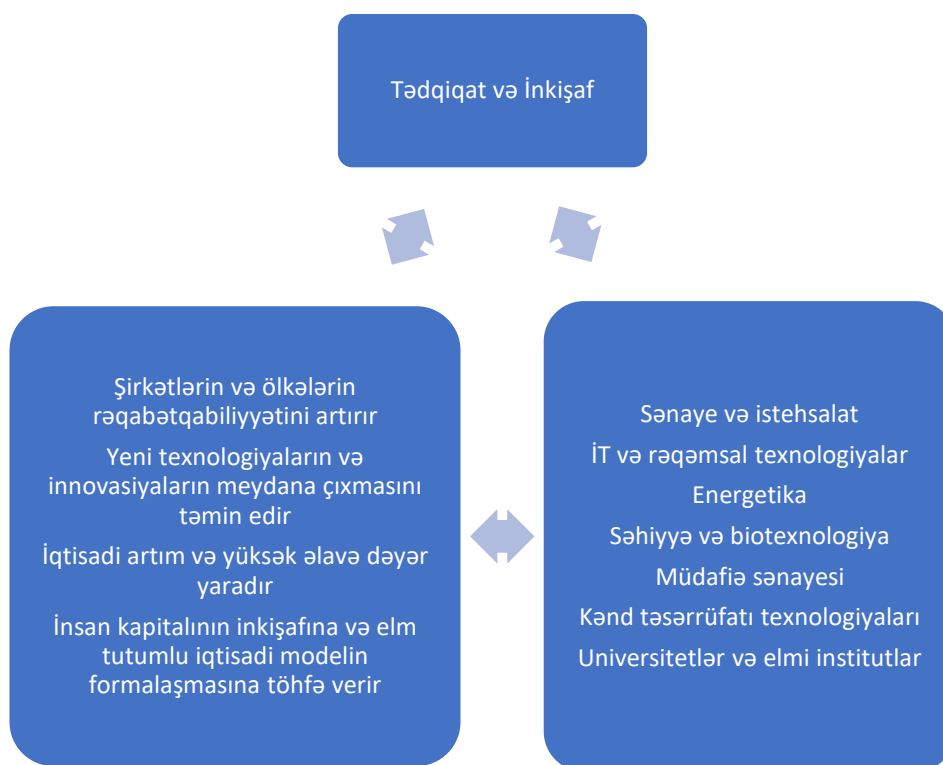 Tədqiqat və İnkişaf
Şirkətlərin və ölkələrin
rəqabətqabiliyyətini artırır
Yeni texnologiyaların və
innovasiyaların meydana çıxmasını
təmin edir
İqtisadi artım və yüksək əlavə dəyər
yaradır
İnsan kapitalının inkişafına və elm
tutumlu iqtisadi modelin
formalaşmasına töhfə verir
Sənaye və istehsalat
İT və rəqəmsal texnologiyalar
Energetika
Səhiyyə və biotexnologiya
Müdafiə sənayesi
Kənd təsərrüfatı texnologiyaları
Universitetlər və elmi institutlar